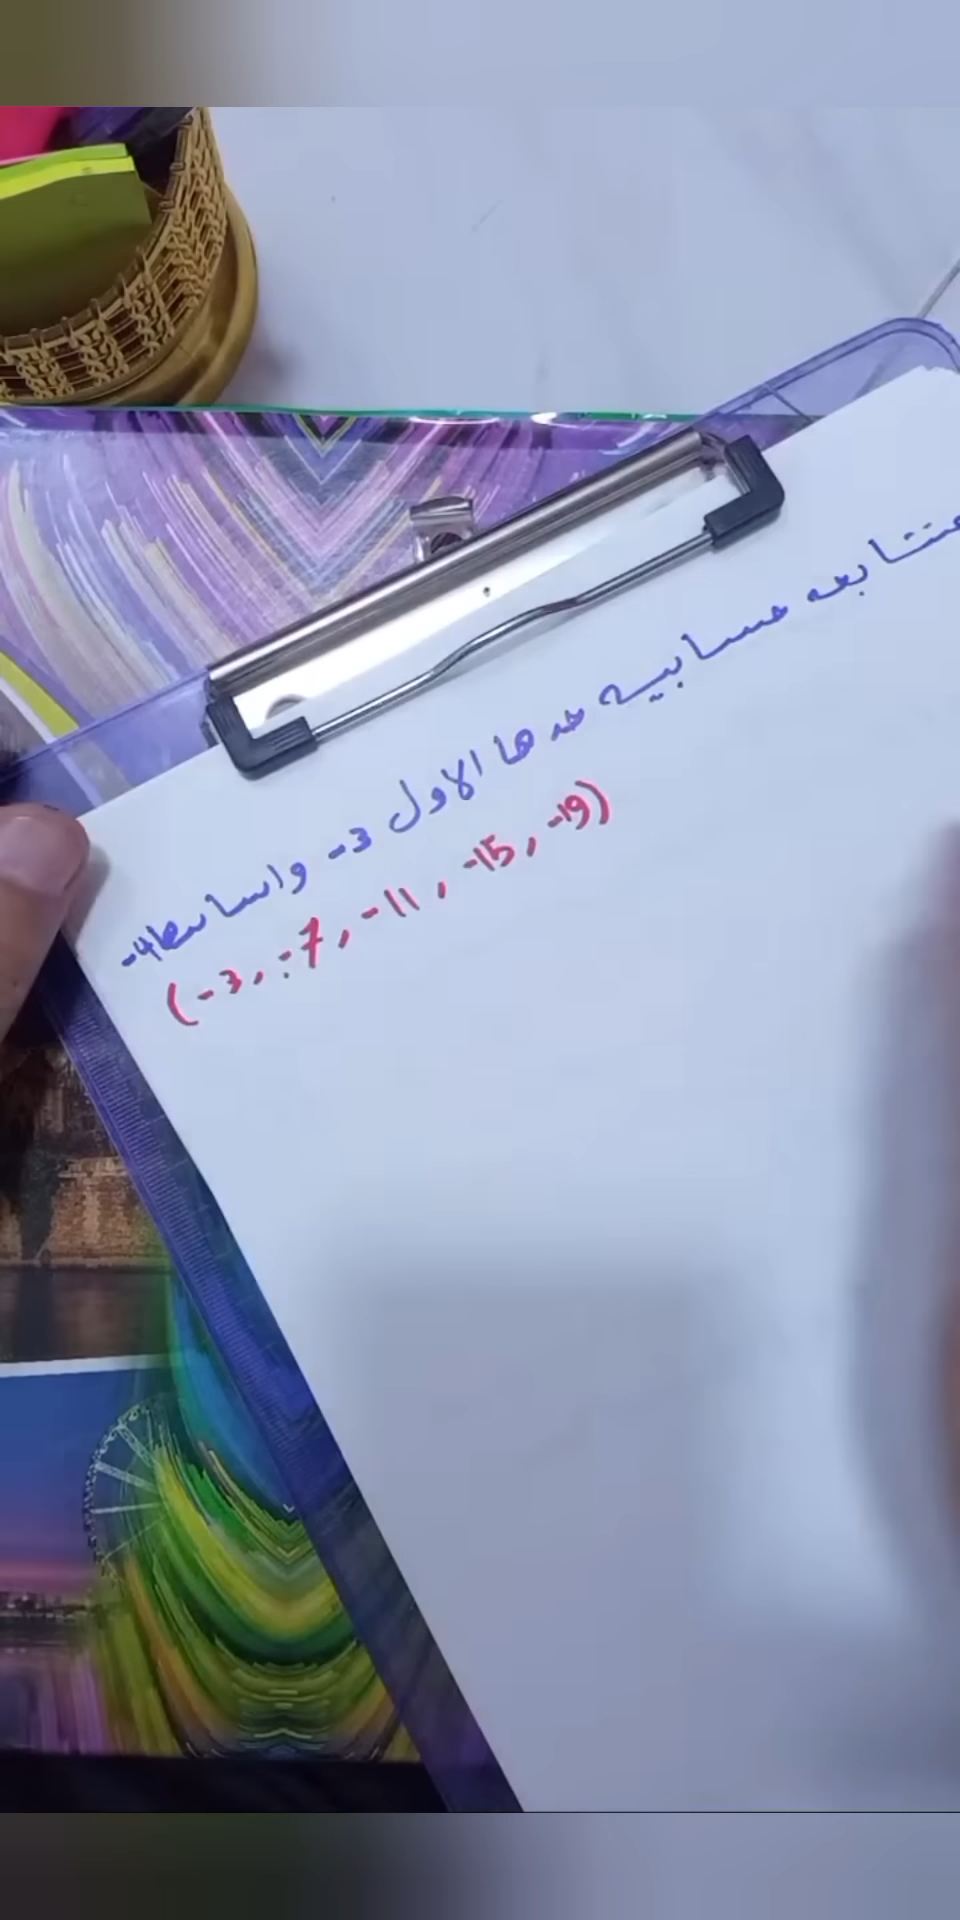 متتابعه حسابيه حدها الاول 3- واساسها 4-
(-3, -7, -11, -15, -19)